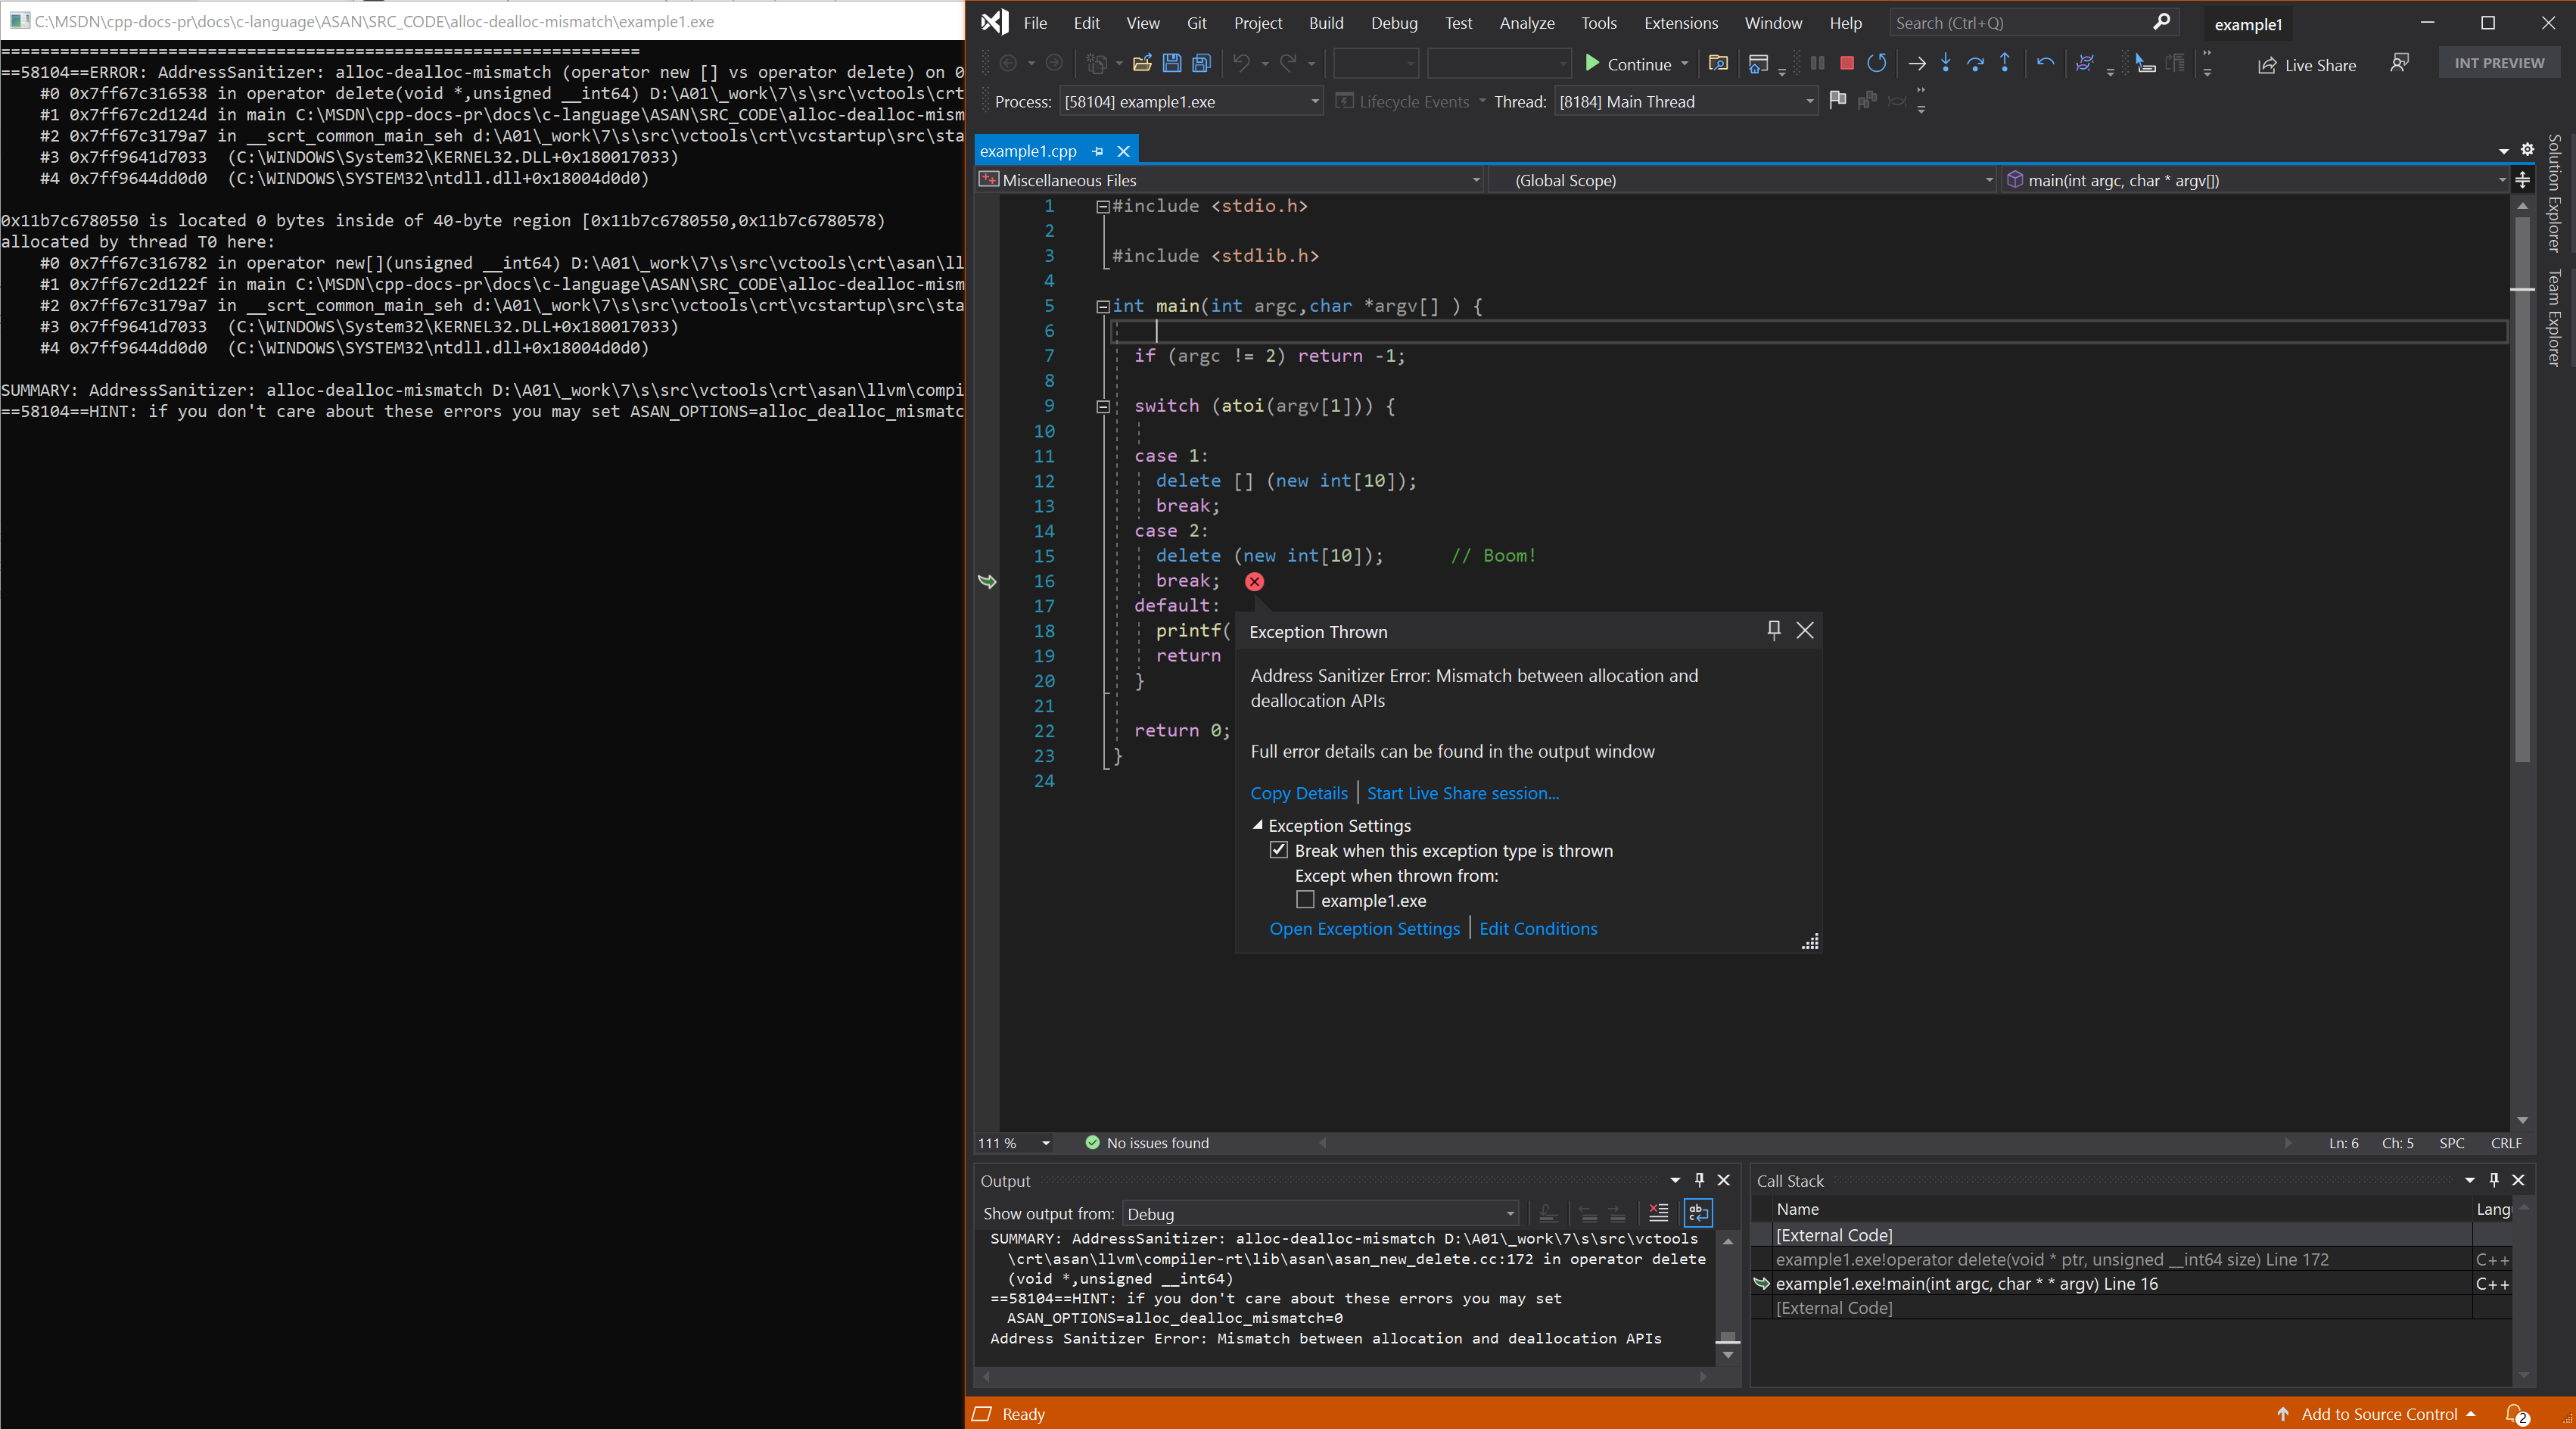 C:\MSDN\cpp-docs-pr\docs\c-language\ASAN\SRC_CODE\alloc-dealloc-mismatch\example1.exe
=================================================================
==58104==ERROR: AddressSanitizer: alloc-dealloc-mismatch (operator new [] vs operator delete) on 0
#0 0x7ff67c316538 in operator delete(void *,unsigned __int64) D:\A01\_work\7\s\src\vctools\crt
#1 0x7ff67c2d124d in main C:\MSDN\cpp-docs-pr\docs\c-language\ASAN\SRC_CODE\alloc-dealloc-mism
#2 0x7ff67c3179a7 in __scrt_common_main_seh d:\A01\_work\7\s\src\vctools\crt\vcstartup\src\sta
#3 0x7ff9641d7033  (C:\WINDOWS\System32\KERNEL32.DLL+0x180017033)
#4 0x7ff9644dd0d0  (C:\WINDOWS\SYSTEM32\ntdll.dll+0x18004d0d0)
0x11b7c6780550 is located 0 bytes inside of 40-byte region [0x11b7c6780550,0x11b7c6780578)
allocated by thread T0 here:
#0 0x7ff67c316782 in operator new[](unsigned __int64) D:\A01\_work\7\s\src\vctools\crt\asan\ll
#1 0x7ff67c2d122f in main C:\MSDN\cpp-docs-pr\docs\c-language\ASAN\SRC_CODE\alloc-dealloc-mism
#2 0x7ff67c3179a7 in __scrt_common_main_seh d:\A01\_work\7\s\src\vctools\crt\vcstartup\src\sta
#3 0x7ff9641d7033  (C:\WINDOWS\System32\KERNEL32.DLL+0x180017033)
#4 0x7ff9644dd0d0  (C:\WINDOWS\SYSTEM32\ntdll.dll+0x18004d0d0)
SUMMARY: AddressSanitizer: alloc-dealloc-mismatch D:\A01\_work\7\s\src\vctools\crt\asan\llvm\compi
==58104==HINT: if you don't care about these errors you may set ASAN_OPTIONS=alloc_dealloc_mismatc
File Edit View Git Project Build Debug Test Analyze Tools Extensions Window Help Search (Ctrl+Q) example1
Continue Live Share INT PREVIEW
Process: [58104] example1.exe Lifecycle Events Thread: [8184] Main Thread
example1.cpp
Miscellaneous Files (Global Scope) main(int argc, char * argv[])
1 #include <stdio.h>
2
3 #include <stdlib.h>
4
5 int main(int argc,char *argv[] ) {
6
7 if (argc != 2) return -1;
8
9 switch (atoi(argv[1])) {
10
11 case 1:
12 delete [] (new int[10]);
13 break;
14 case 2:
15 delete (new int[10]); // Boom!
16 break;
17 default:
18 printf(
19 return
20 }
21
22 return 0;
23 }
24
Exception Thrown
Address Sanitizer Error: Mismatch between allocation and
deallocation APIs
Full error details can be found in the output window
Copy Details | Start Live Share session...
Exception Settings
Break when this exception type is thrown
Except when thrown from:
example1.exe
Open Exception Settings | Edit Conditions
Solution Explorer
Team Explorer
111 % No issues found Ln: 6 Ch: 5 SPC CRLF
Output
Show output from: Debug
SUMMARY: AddressSanitizer: alloc-dealloc-mismatch D:\A01\_work\7\s\src\vctools
\crt\asan\llvm\compiler-rt\lib\asan\asan_new_delete.cc:172 in operator delete
(void *,unsigned __int64)
==58104==HINT: if you don't care about these errors you may set
ASAN_OPTIONS=alloc_dealloc_mismatch=0
Address Sanitizer Error: Mismatch between allocation and deallocation APIs
Call Stack
Name Langu
[External Code]
example1.exe!operator delete(void * ptr, unsigned __int64 size) Line 172 C++
example1.exe!main(int argc, char * * argv) Line 16 C++
[External Code]
Ready Add to Source Control 2